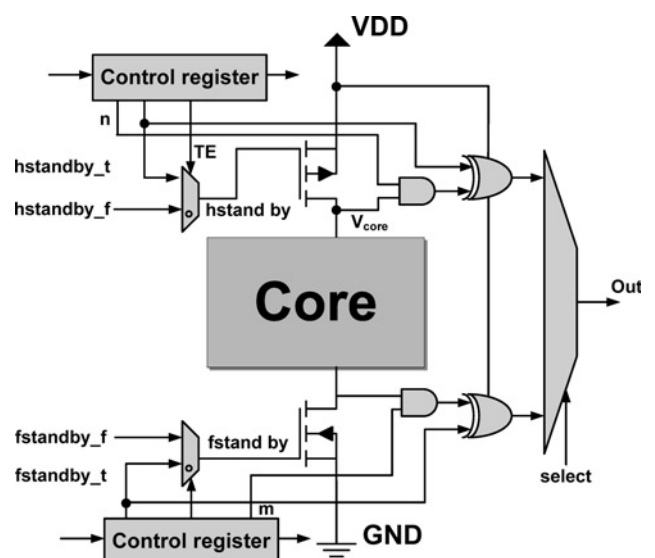 VDD
Control register
n
TE
hstandby_t
hstandby_f
hstand by
Vcore
Core
Out
fstandby_f
fstand by
fstandby_t
select
m
Control register
GND